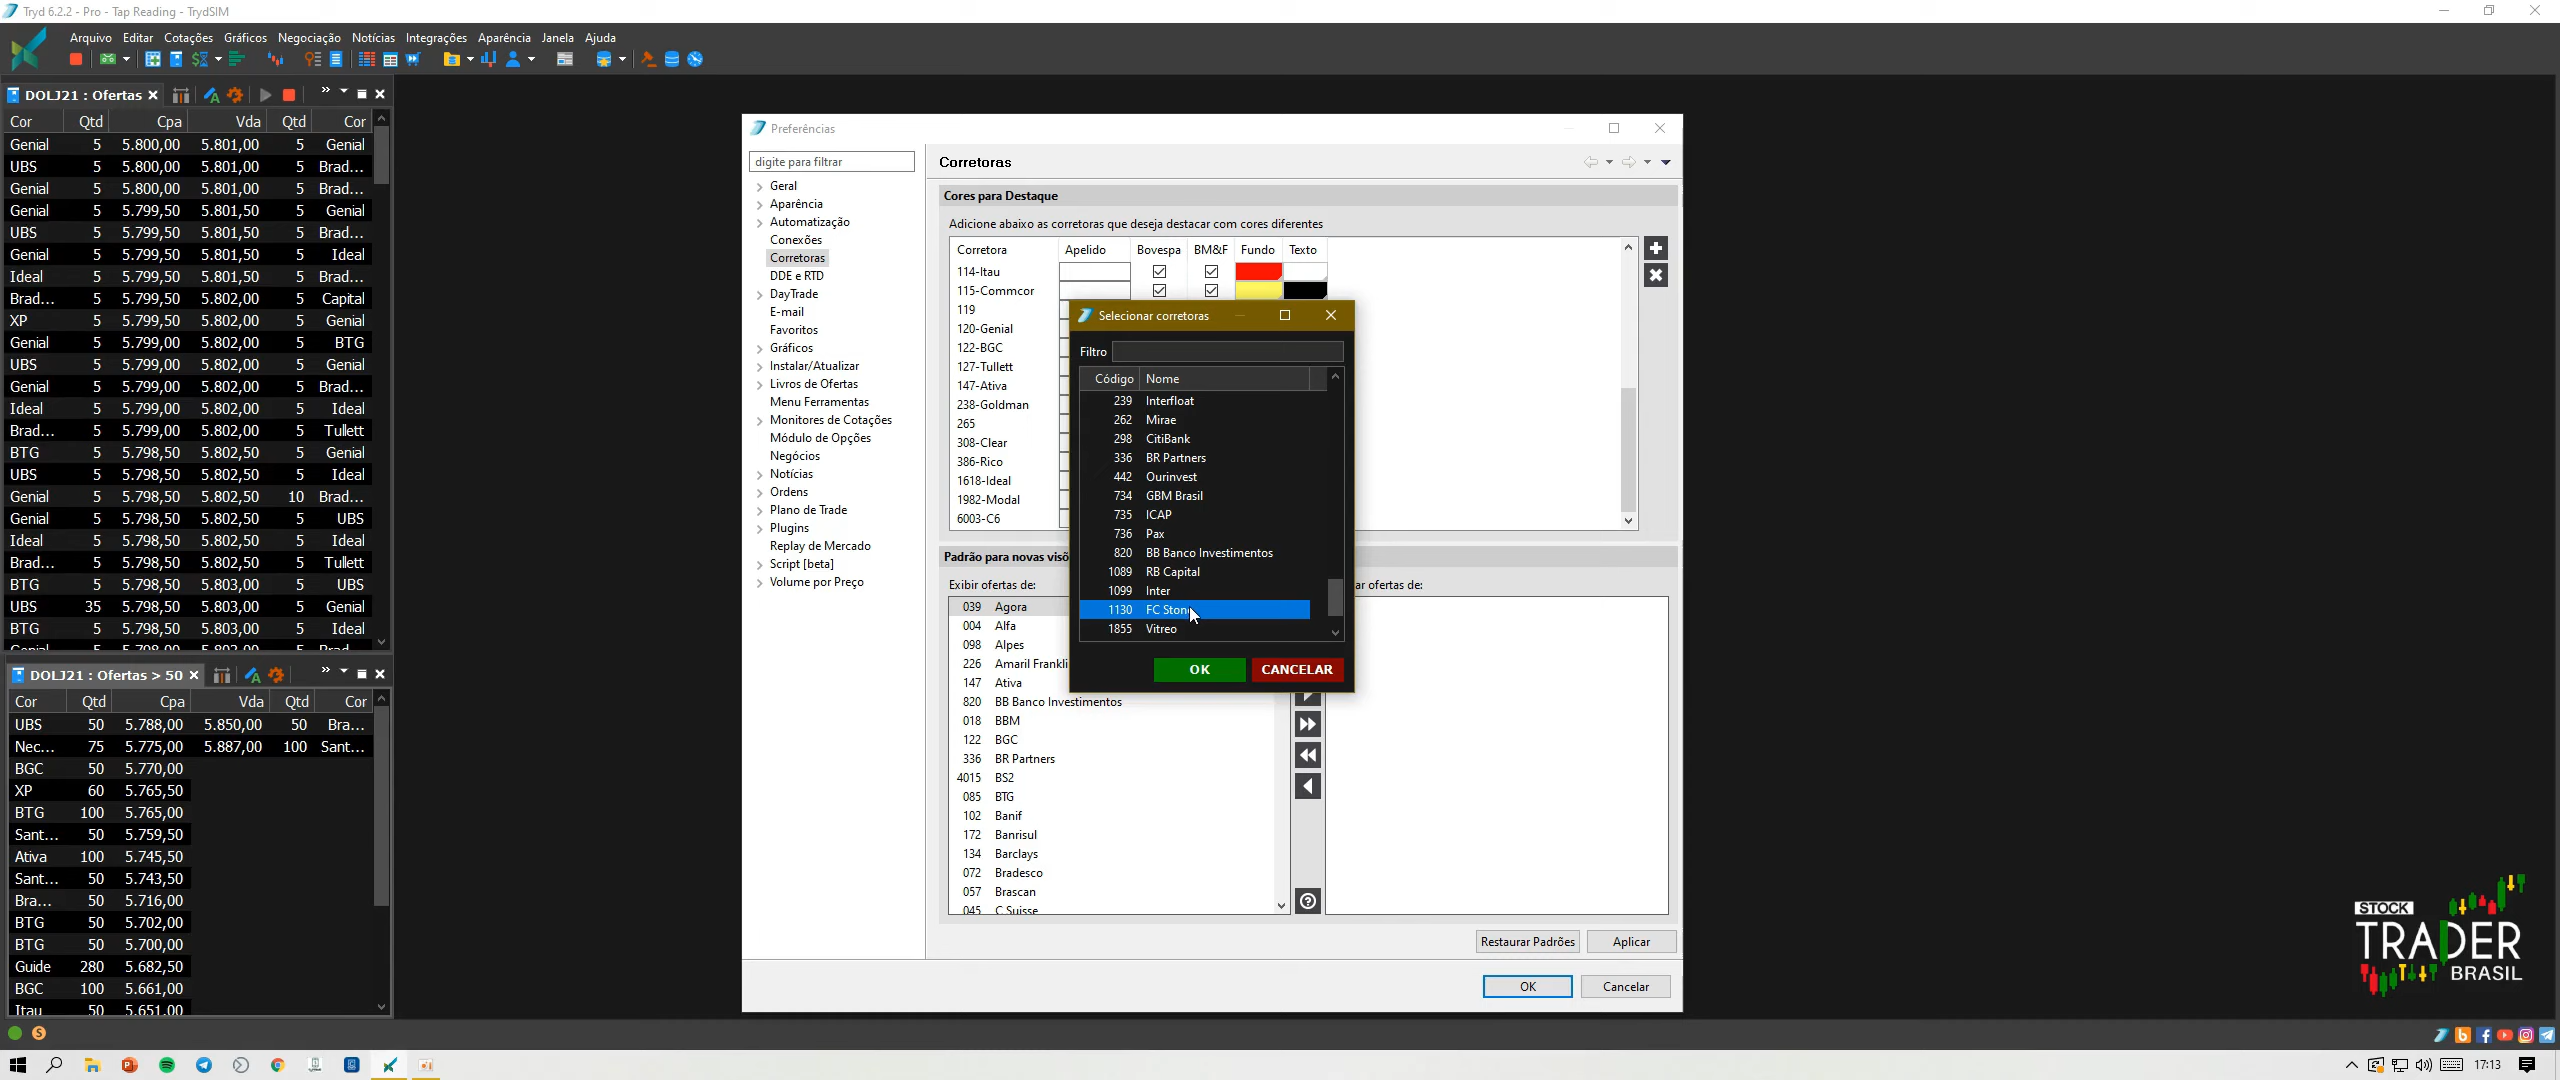 Tryd 6.2.2 - Pro - Tap Reading - TrydSIM
Arquivo Editar Cotações Gráficos Negociação Notícias Integrações Aparência Janela Ajuda
DOLJ21 : Ofertas
Cor Qtd Cpa Vda Qtd Cor
Genial 5 5.800,00 5.801,00 5 Genial
UBS 5 5.800,00 5.801,00 5 Brad...
Genial 5 5.800,00 5.801,00 5 Brad...
Genial 5 5.799,50 5.801,50 5 Genial
UBS 5 5.799,50 5.801,50 5 Brad...
Genial 5 5.799,50 5.801,50 5 Ideal
Ideal 5 5.799,50 5.801,50 5 Brad...
Brad... 5 5.799,50 5.802,00 5 Capital
XP 5 5.799,50 5.802,00 5 Genial
Genial 5 5.799,00 5.802,00 5 BTG
UBS 5 5.799,00 5.802,00 5 Genial
Genial 5 5.799,00 5.802,00 5 Brad...
Ideal 5 5.799,00 5.802,00 5 Ideal
Brad... 5 5.799,00 5.802,00 5 Tullett
BTG 5 5.798,50 5.802,50 5 Genial
UBS 5 5.798,50 5.802,50 5 Ideal
Genial 5 5.798,50 5.802,50 10 Brad...
Genial 5 5.798,50 5.802,50 5 UBS
Ideal 5 5.798,50 5.802,50 5 Ideal
Brad... 5 5.798,50 5.802,50 5 Tullett
BTG 5 5.798,50 5.803,00 5 UBS
UBS 35 5.798,50 5.803,00 5 Genial
BTG 5 5.798,50 5.803,00 5 Ideal
DOLJ21 : Ofertas > 50
Cor Qtd Cpa Vda Qtd Cor
UBS 50 5.788,00 5.850,00 50 Bra...
Nec... 75 5.775,00 5.887,00 100 Sant...
BGC 50 5.770,00
XP 60 5.765,50
BTG 100 5.765,00
Sant... 50 5.759,50
Ativa 100 5.745,50
Sant... 50 5.743,50
Bra... 50 5.716,00
BTG 50 5.702,00
BTG 50 5.700,00
Guide 280 5.682,50
BGC 100 5.661,00
Itau 50 5.651,00
Preferências
digite para filtrar
Geral
Aparência
Automatização
Conexões
Corretoras
DDE e RTD
DayTrade
E-mail
Favoritos
Gráficos
Instalar/Atualizar
Livros de Ofertas
Menu Ferramentas
Monitores de Cotações
Módulo de Opções
Negócios
Notícias
Ordens
Plano de Trade
Plugins
Replay de Mercado
Script [beta]
Volume por Preço
Corretoras
Cores para Destaque
Adicione abaixo as corretoras que deseja destacar com cores diferentes
Corretora Apelido Bovespa BM&F Fundo Texto
114-Itau
115-Commcor
119
120-Genial
122-BGC
127-Tullett
147-Ativa
238-Goldman
265
308-Clear
386-Rico
1618-Ideal
1982-Modal
6003-C6
Padrão para novas visõ
Exibir ofertas de:
ar ofertas de:
039 Agora
004 Alfa
098 Alpes
226 Amaril Frankli
147 Ativa
820 BB Banco Investimentos
018 BBM
122 BGC
336 BR Partners
4015 BS2
085 BTG
102 Banif
172 Banrisul
134 Barclays
072 Bradesco
057 Brascan
045 C Suisse
Restaurar Padrões Aplicar
OK Cancelar
Selecionar corretoras
Filtro
Código Nome
239 Interfloat
262 Mirae
298 CitiBank
336 BR Partners
442 Ourinvest
734 GBM Brasil
735 ICAP
736 Pax
820 BB Banco Investimentos
1089 RB Capital
1099 Inter
1130 FC Ston
1855 Vitreo
OK CANCELAR
STOCK
TRADER
BRASIL
17:13